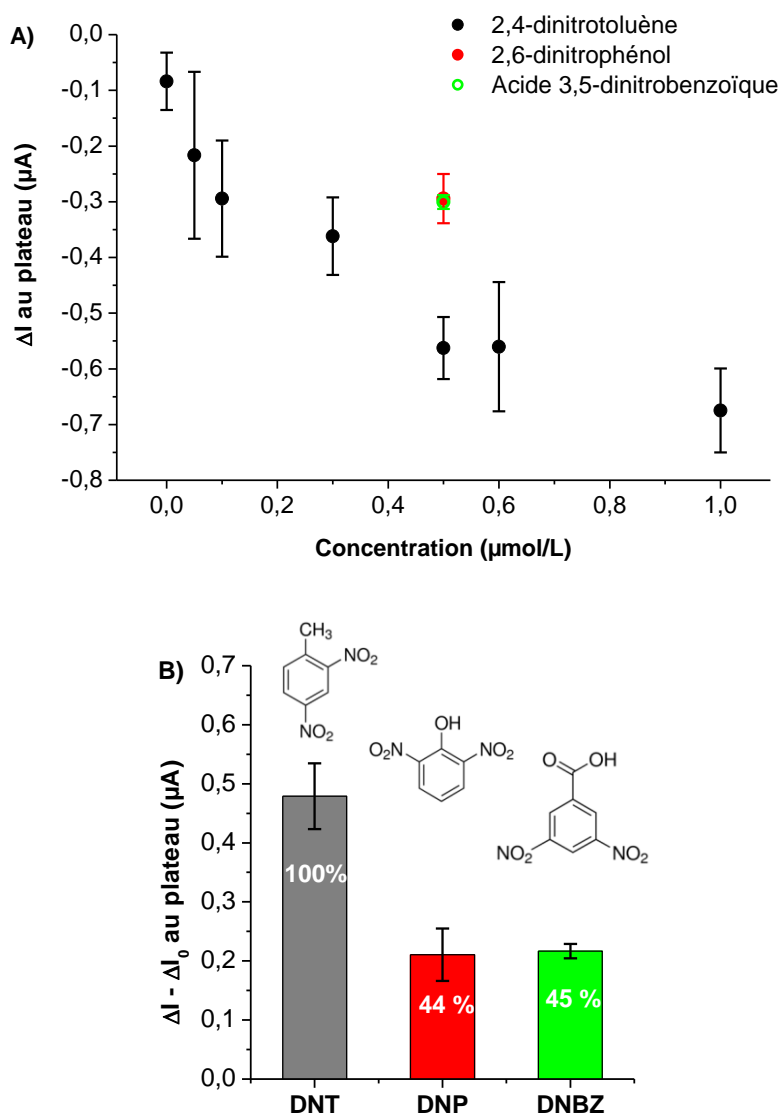 A)
2,4-dinitrotoluène
2,6-dinitrophénol
Acide 3,5-dinitrobenzoïque
0,0
-0,1
-0,2
-0,3
-0,4
-0,5
-0,6
-0,7
-0,8
ΔI au plateau (µA)
0,0 0,2 0,4 0,6 0,8 1,0
Concentration (µmol/L)
B)
0,7
0,6
0,5
0,4
0,3
0,2
0,1
0,0
ΔI - ΔI₀ au plateau (µA)
CH₃
NO₂
NO₂
OH
O₂N NO₂
O OH
NO₂ NO₂
100%
44 %
45 %
DNT DNP DNBZ